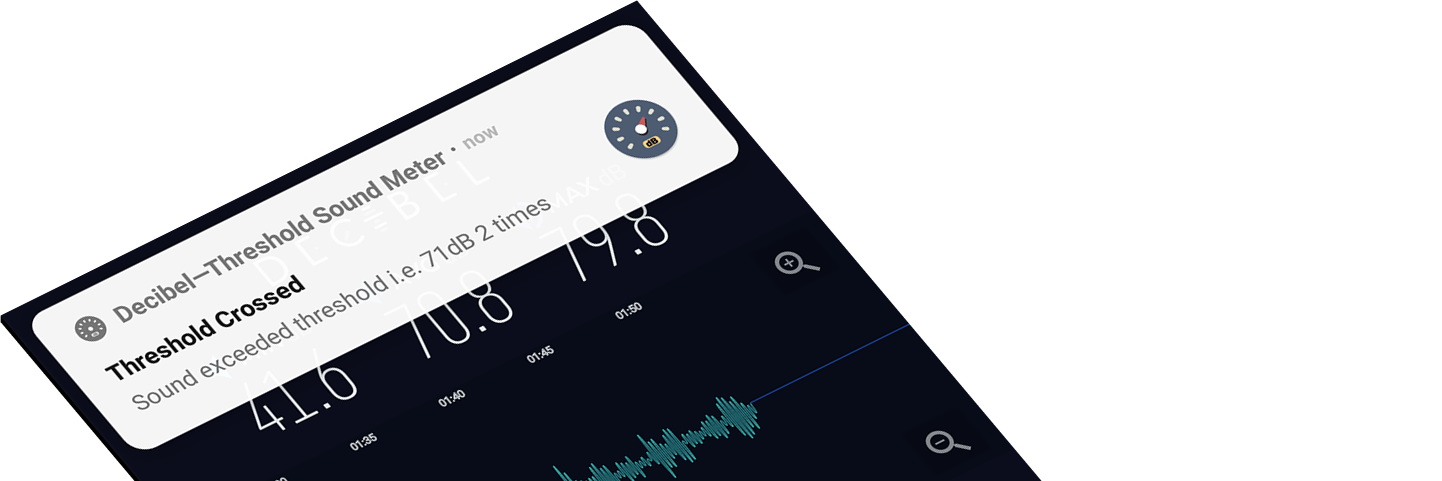 Decibel–Threshold Sound Meter • now
Threshold Crossed
Sound exceeded threshold i.e. 71dB 2 times
dB
DECIBEL
MAX dB
41.6
70.8
79.8
01:35
01:40
01:45
01:50